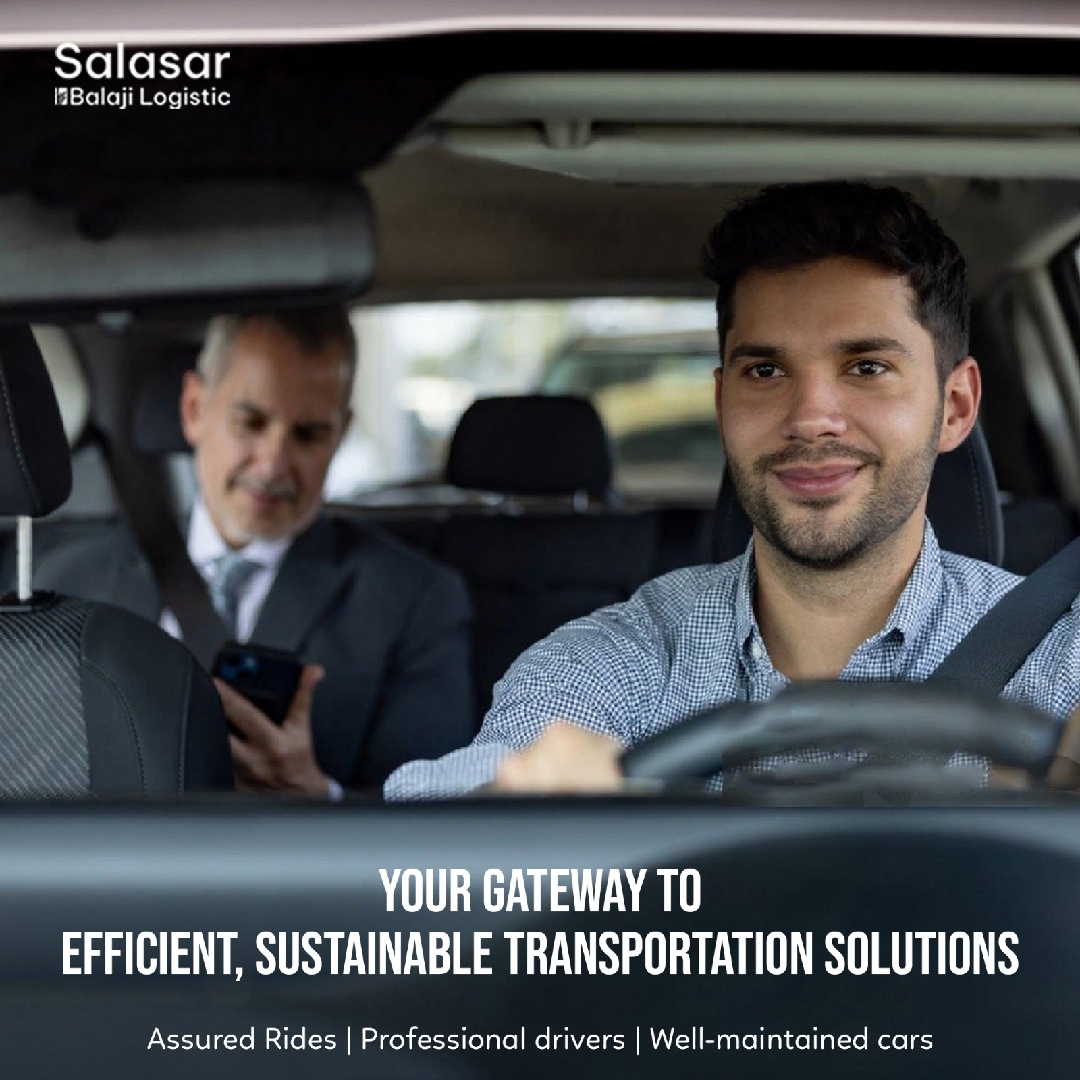 Salasar
Balaji Logistic
YOUR GATEWAY TO
EFFICIENT, SUSTAINABLE TRANSPORTATION SOLUTIONS
Assured Rides | Professional drivers | Well-maintained cars